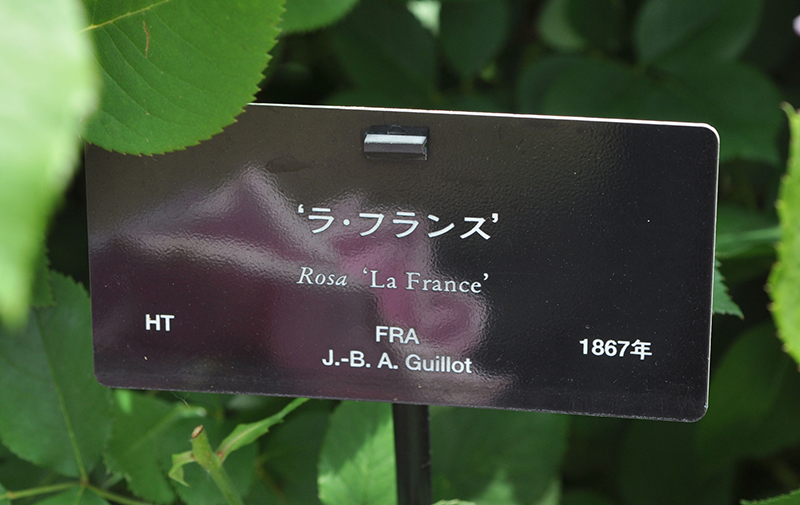 ‘ラ・フランス’
Rosa ‘La France’
HT
FRA
J.-B. A. Guillot
1867年